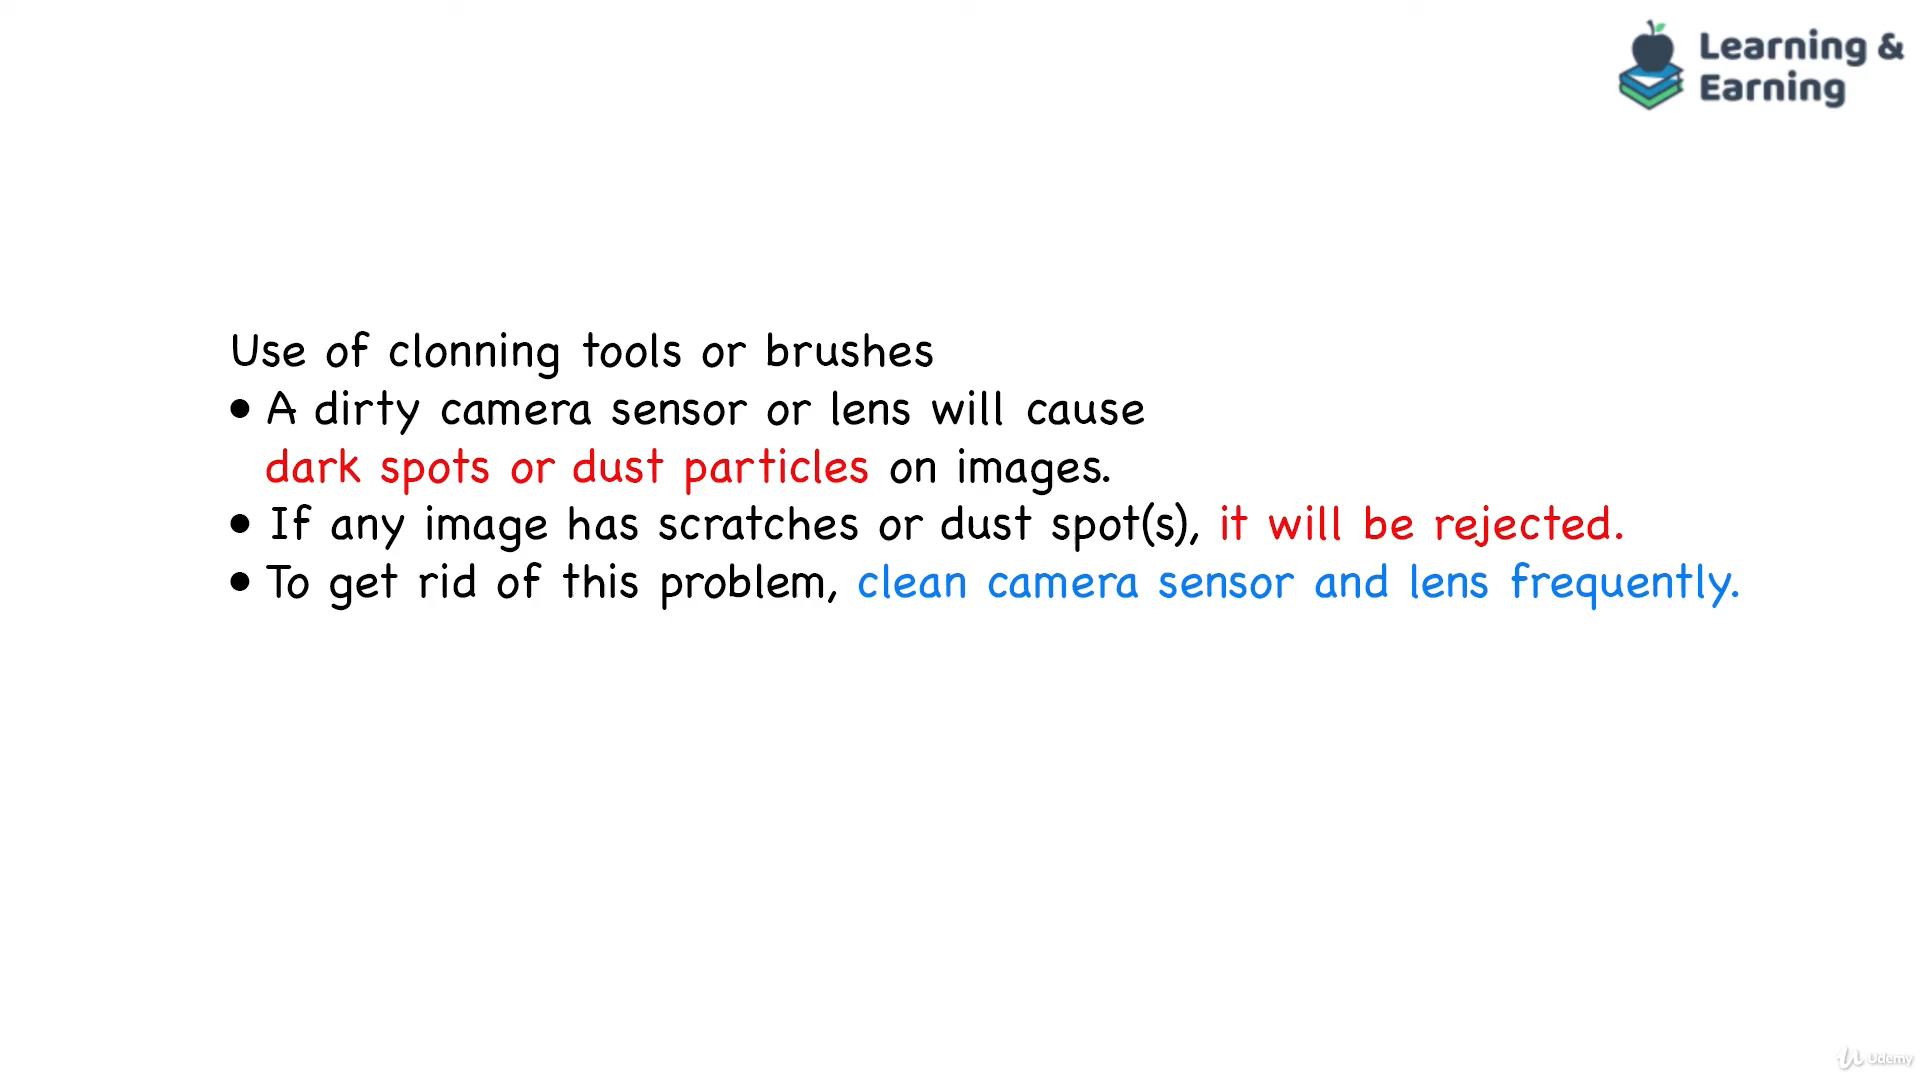 Learning &
Earning
Use of clonning tools or brushes
• A dirty camera sensor or lens will cause
dark spots or dust particles on images.
• If any image has scratches or dust spot(s), it will be rejected.
• To get rid of this problem, clean camera sensor and lens frequently.
Udemy